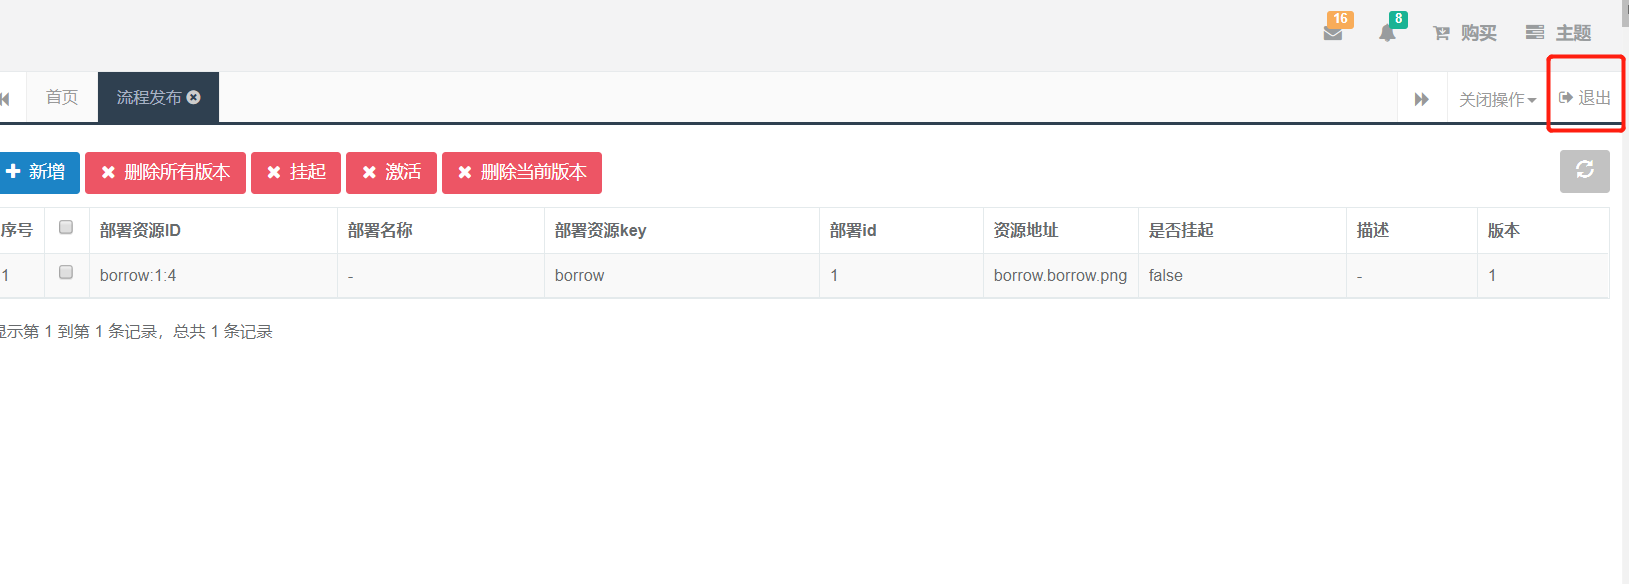 16 8 购买 主题
首页 流程发布 关闭操作 退出
新增 删除所有版本 挂起 激活 删除当前版本
序号 部署资源ID 部署名称 部署资源key 部署id 资源地址 是否挂起 描述 版本
1 borrow:1:4 - borrow 1 borrow.borrow.png false - 1
显示第 1 到第 1 条记录，总共 1 条记录